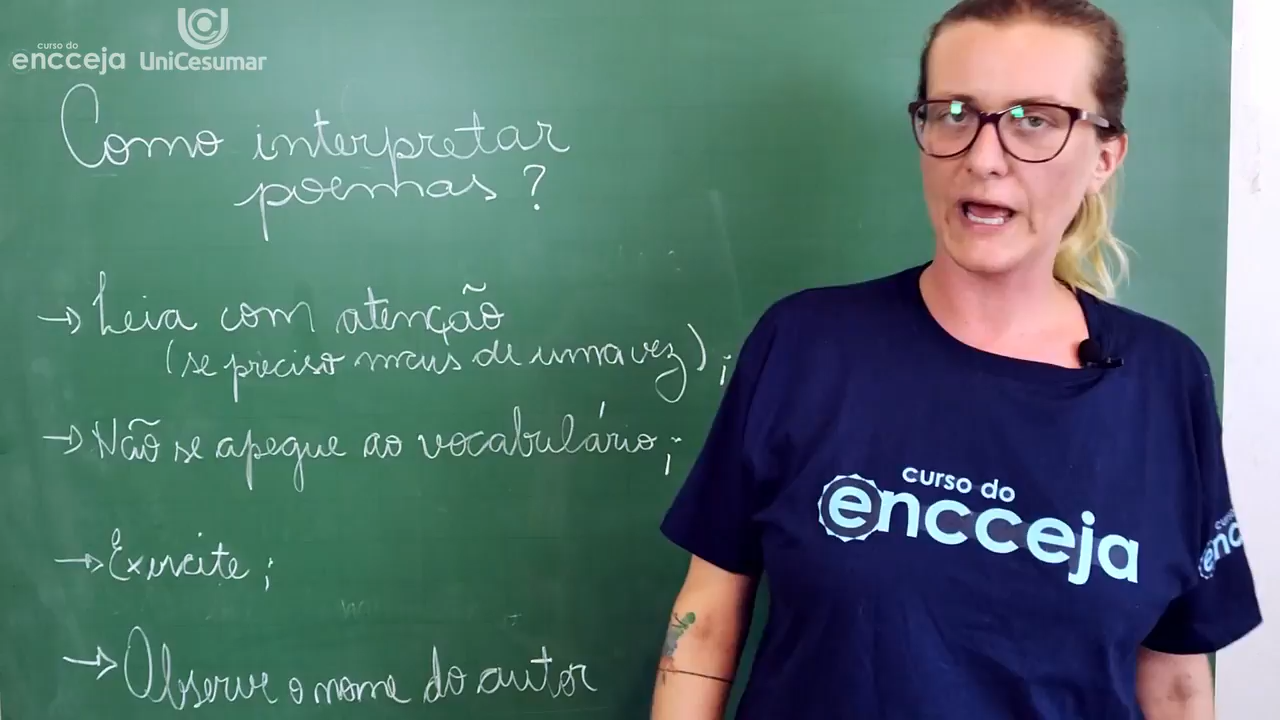 curso do
encceja UniCesumar
Como interpretar
poemas?
→ Leia com atenção
(se preciso mais de uma vez);
→ Não se apegue ao vocabulário;
→ Exercite;
→ Observe o nome do autor
curso do
encceja